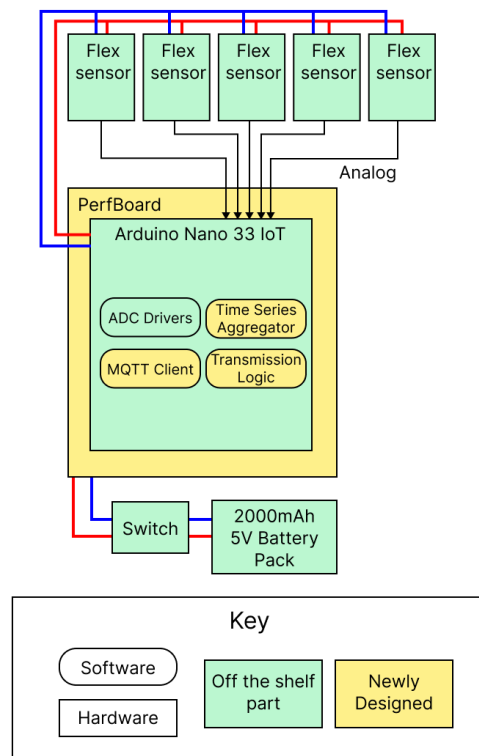 Flex
sensor
Flex
sensor
Flex
sensor
Flex
sensor
Flex
sensor
Analog
PerfBoard
Arduino Nano 33 IoT
ADC Drivers
Time Series
Aggregator
MQTT Client
Transmission
Logic
Switch
2000mAh
5V Battery
Pack
Key
Software
Hardware
Off the shelf
part
Newly
Designed